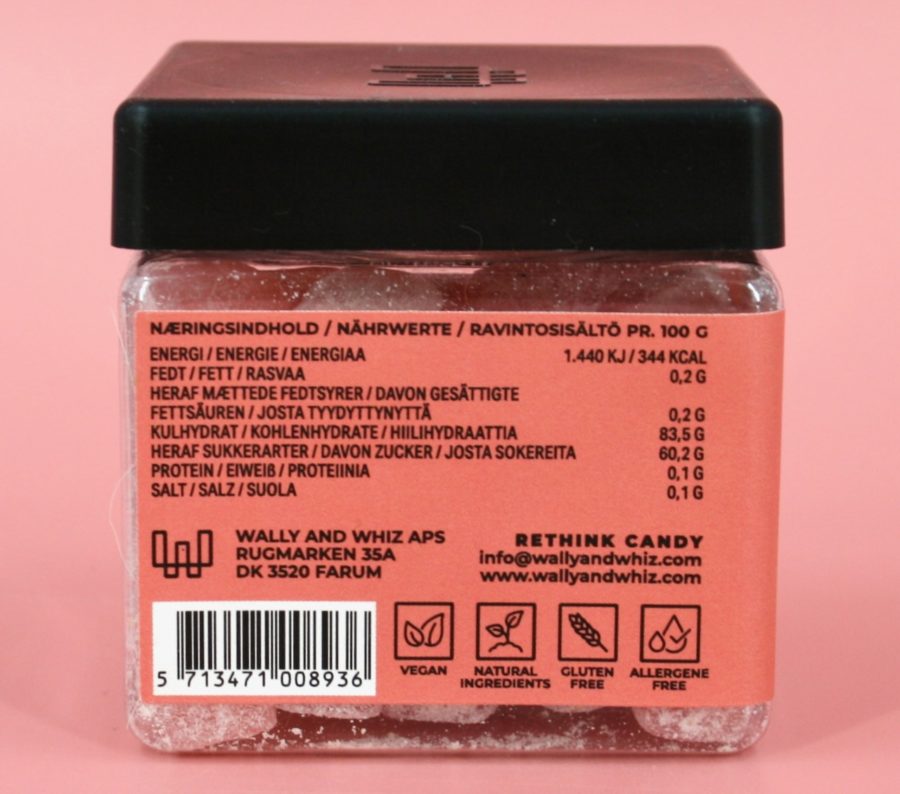 NÆRINGSINDHOLD / NÄHRWERTE / RAVINTOSISÄLTÖ PR. 100 G
ENERGI / ENERGIE / ENERGIAA 1.440 KJ / 344 KCAL
FEDT / FETT / RASVAA 0,2 G
HERAF MÆTTEDE FEDTSYRER / DAVON GESÄTTIGTE
FETTSÄUREN / JOSTA TYYDYTTYNYTTÄ 0,2 G
KULHYDRAT / KOHLENHYDRATE / HIILIHYDRAATTIA 83,5 G
HERAF SUKKERARTER / DAVON ZUCKER / JOSTA SOKEREITA 60,2 G
PROTEIN / EIWEIß / PROTEIINIA 0,1 G
SALT / SALZ / SUOLA 0,1 G
WALLY AND WHIZ APS
RUGMARKEN 35A
DK 3520 FARUM
RETHINK CANDY
info@wallyandwhiz.com
www.wallyandwhiz.com
5 713471 008936
VEGAN
NATURAL
INGREDIENTS
GLUTEN
FREE
ALLERGENE
FREE